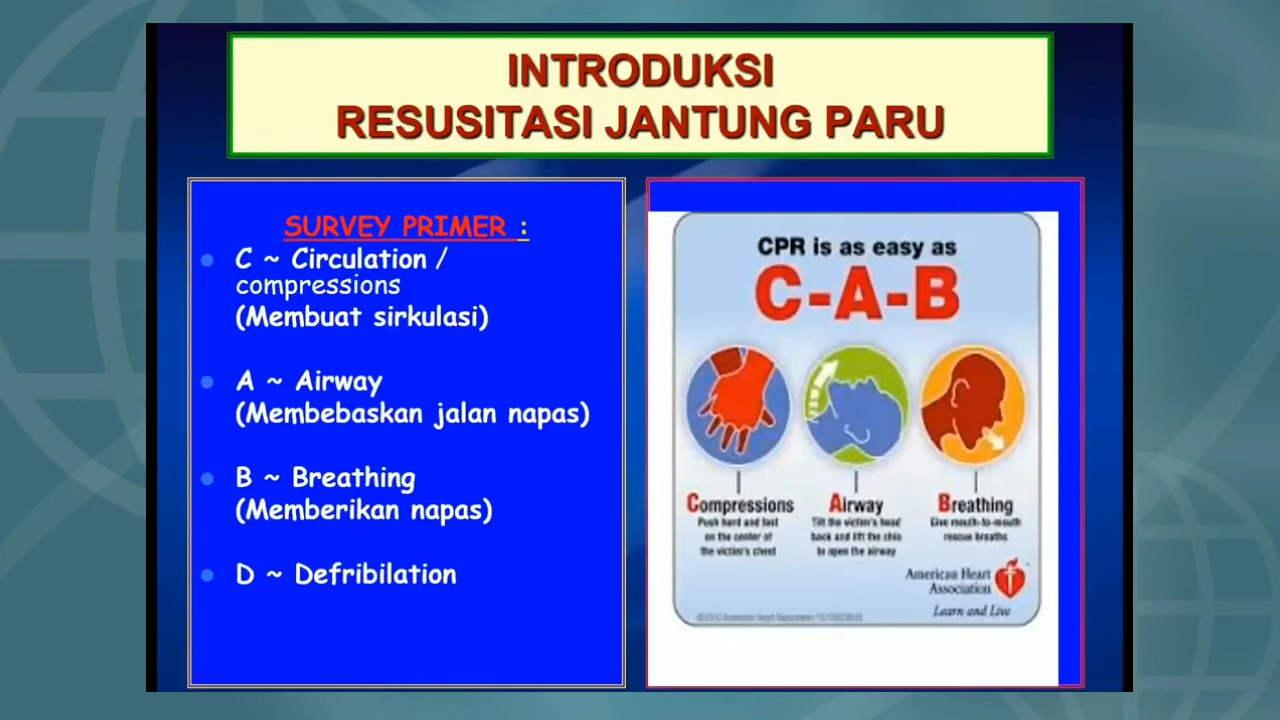 INTRODUKSI
RESUSITASI JANTUNG PARU
SURVEY PRIMER :
C ~ Circulation /
compressions
(Membuat sirkulasi)
A ~ Airway
(Membebaskan jalan napas)
B ~ Breathing
(Memberikan napas)
D ~ Defribilation
CPR is as easy as
C-A-B
Compressions
Push hard and fast
on the center of
the victim's chest
Airway
Tilt the victim's head
back and lift the chin
to open the airway
Breathing
Give mouth-to-mouth
rescue breaths
American Heart
Association
Learn and Live